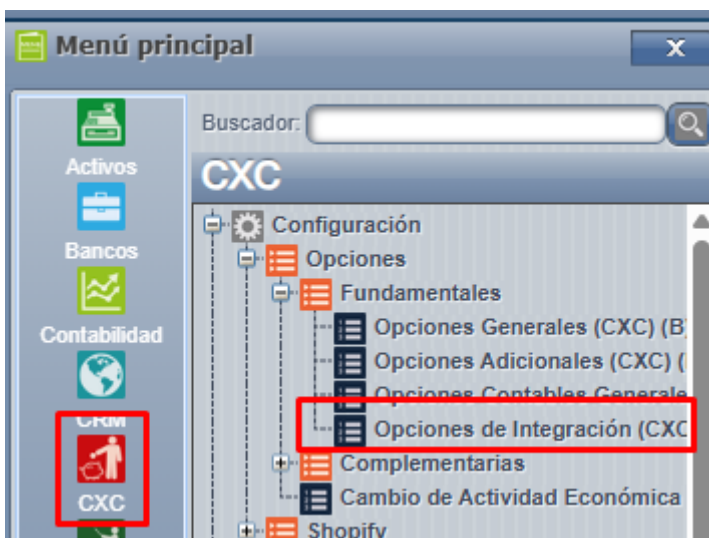 Menú principal
x
Buscador:
Activos
CXC
Bancos
Contabilidad
CRM
CXC
Configuración
Opciones
Fundamentales
Opciones Generales (CXC) (B
Opciones Adicionales (CXC) (
Opciones Contables Generale
Opciones de Integración (CXC
Complementarias
Cambio de Actividad Económica
Shopify